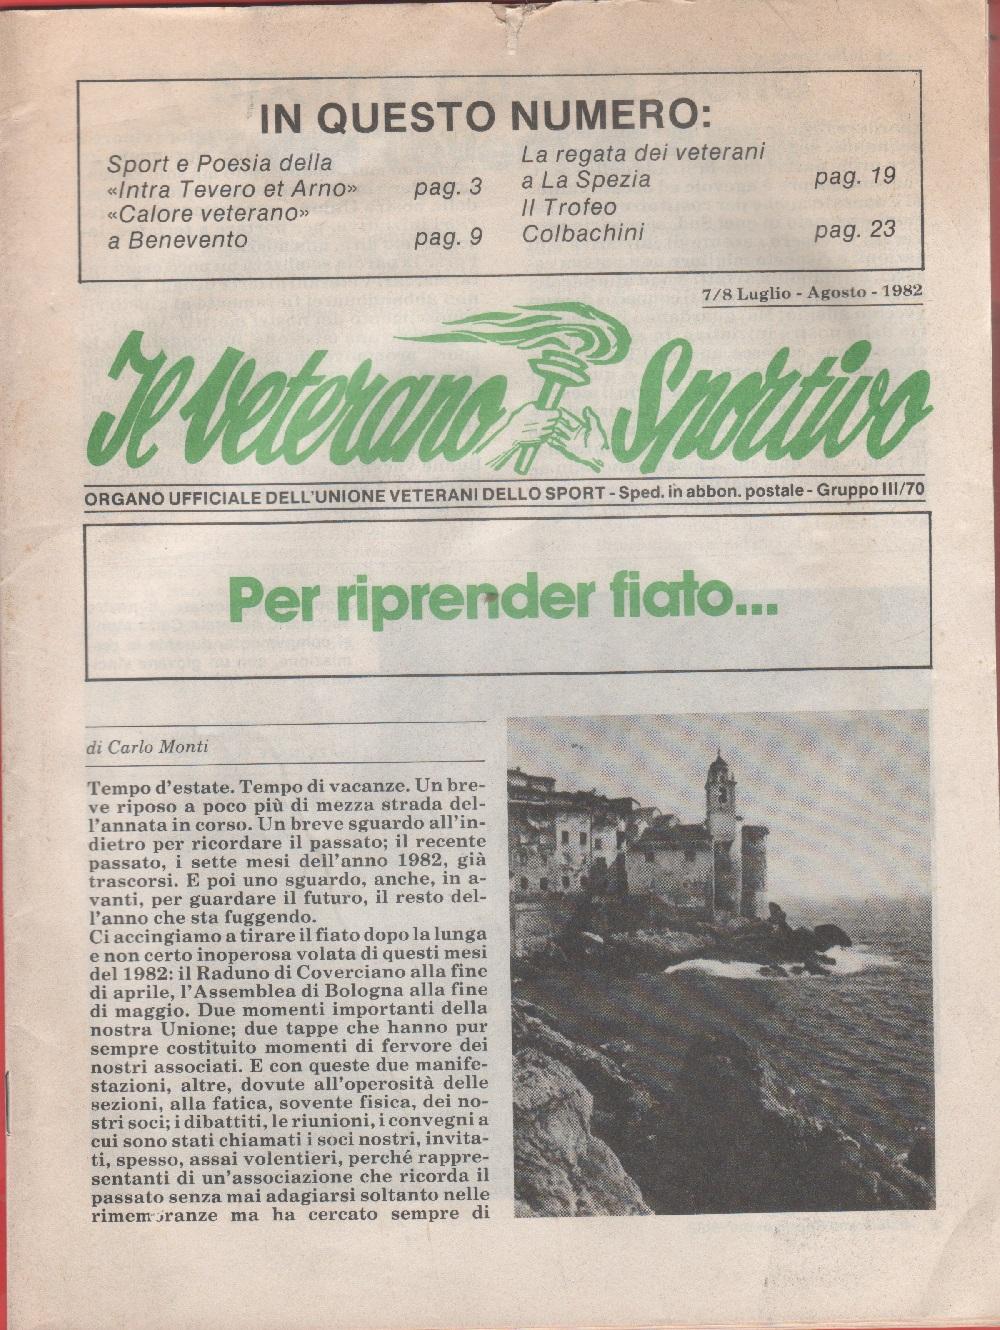 IN QUESTO NUMERO:
Sport e Poesia della
«Intra Tevero et Arno» pag. 3
«Calore veterano»
a Benevento pag. 9
La regata dei veterani
a La Spezia pag. 19
Il Trofeo
Colbachini pag. 23
7/8 Luglio - Agosto - 1982
Il Veterano Sportivo
ORGANO UFFICIALE DELL'UNIONE VETERANI DELLO SPORT - Sped. in abbon. postale - Gruppo III/70
Per riprender fiato...
di Carlo Monti
Tempo d'estate. Tempo di vacanze. Un bre-
ve riposo a poco più di mezza strada del-
l'annata in corso. Un breve sguardo all'in-
dietro per ricordare il passato; il recente
passato, i sette mesi dell'anno 1982, già
trascorsi. E poi uno sguardo, anche, in a-
vanti, per guardare il futuro, il resto del-
l'anno che sta fuggendo.
Ci accingiamo a tirare il fiato dopo la lunga
e non certo inoperosa volata di questi mesi
del 1982: il Raduno di Coverciano alla fine
di aprile, l'Assemblea di Bologna alla fine
di maggio. Due momenti importanti della
nostra Unione; due tappe che hanno pur
sempre costituito momenti di fervore dei
nostri associati. E con queste due manife-
stazioni, altre, dovute all'operosità delle
sezioni, alla fatica, sovente fisica, dei no-
stri soci; i dibattiti, le riunioni, i convegni a
cui sono stati chiamati i soci nostri, invita-
ti, spesso, assai volentieri, perché rappre-
sentanti di un'associazione che ricorda il
passato senza mai adagiarsi soltanto nelle
rimembranze ma ha cercato sempre di